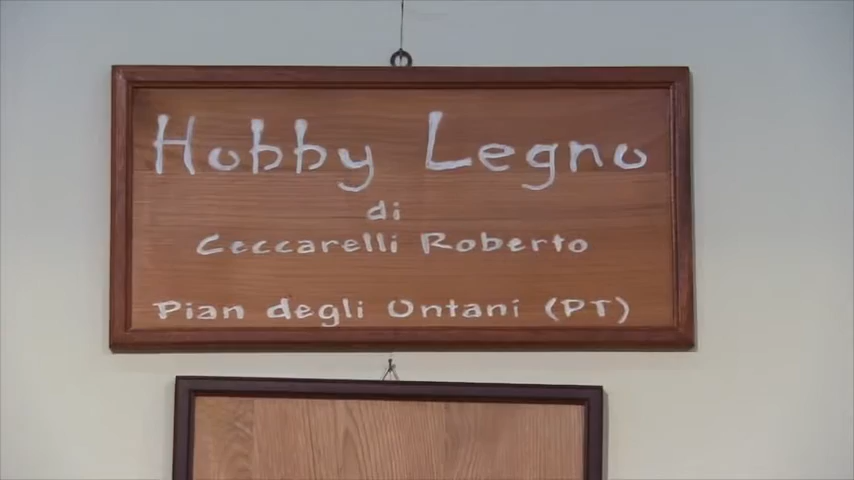 Hobby Legno
di
Ceccarelli Roberto
Pian degli Ontani (PT)